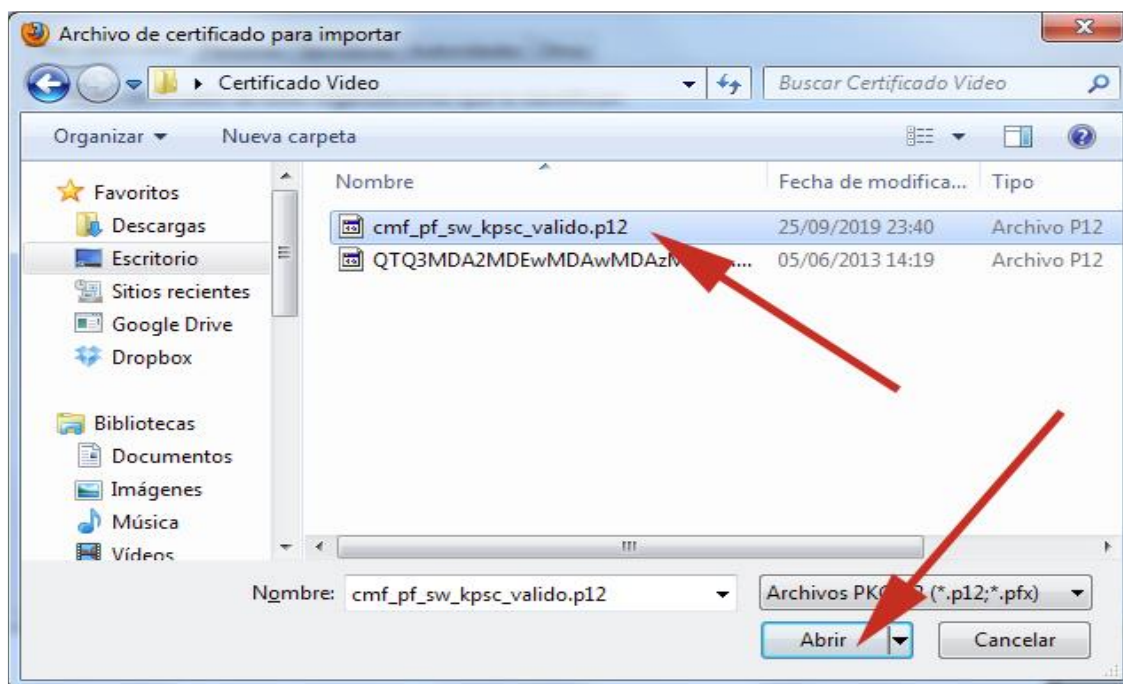 Archivo de certificado para importar
Certificado Video
Buscar Certificado Video
Organizar
Nueva carpeta
Favoritos
Descargas
Escritorio
Sitios recientes
Google Drive
Dropbox
Bibliotecas
Documentos
Imágenes
Música
Vídeos
Nombre Fecha de modifica... Tipo
cmf_pf_sw_kpsc_valido.p12 25/09/2019 23:40 Archivo P12
05/06/2013 14:19 Archivo P12
Nombre: cmf_pf_sw_kpsc_valido.p12
Archivos (*.p12;*.pfx)
Abrir Cancelar